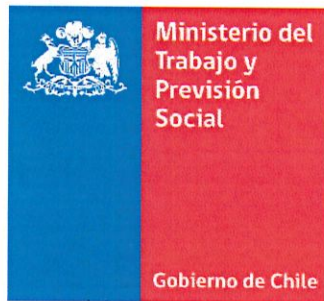 Ministerio del
Trabajo y
Previsión
Social
Gobierno de Chile